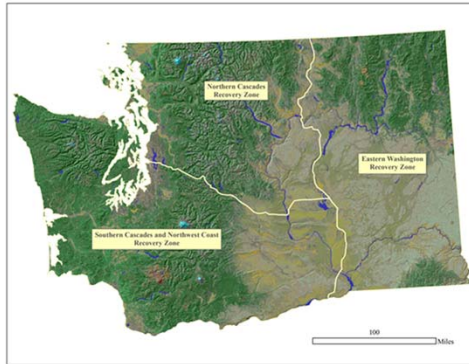 Northern Cascades
Recovery Zone
Eastern Washington
Recovery Zone
Southern Cascades and Northwest Coast
Recovery Zone
100
Miles